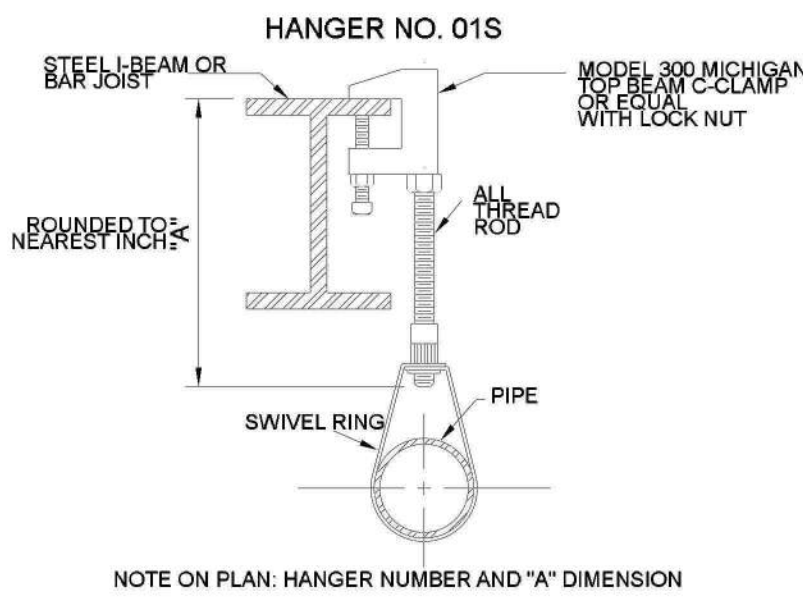 HANGER NO. 01S
STEEL I-BEAM OR
BAR JOIST
MODEL 300 MICHIGAN
TOP BEAM C-CLAMP
OR EQUAL
WITH LOCK NUT
ALL
THREAD
ROD
ROUNDED TO
NEAREST INCH
"A"
PIPE
SWIVEL RING
NOTE ON PLAN: HANGER NUMBER AND "A" DIMENSION